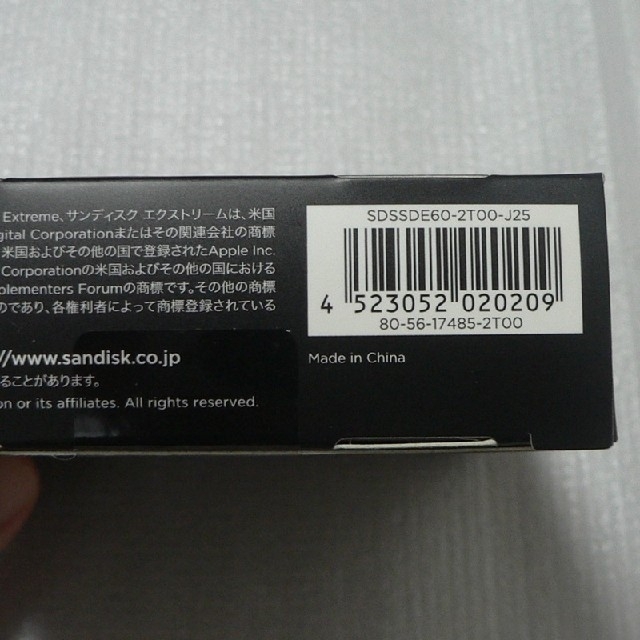 Extreme、サンディスク エクストリームは、米国
gital Corporationまたはその関連会社の商標
米国およびその他の国で登録されたApple Inc.
Corporationの米国およびその他の国における
plementers Forumの商標です。その他の商標
のであり、各権利者によって商標登録されている
//www.sandisk.co.jp
ることがあります。
on or its affiliates. All rights reserved.
SDSSDE60-2T00-J25
4 523052 020209
80-56-17485-2T00
Made in China